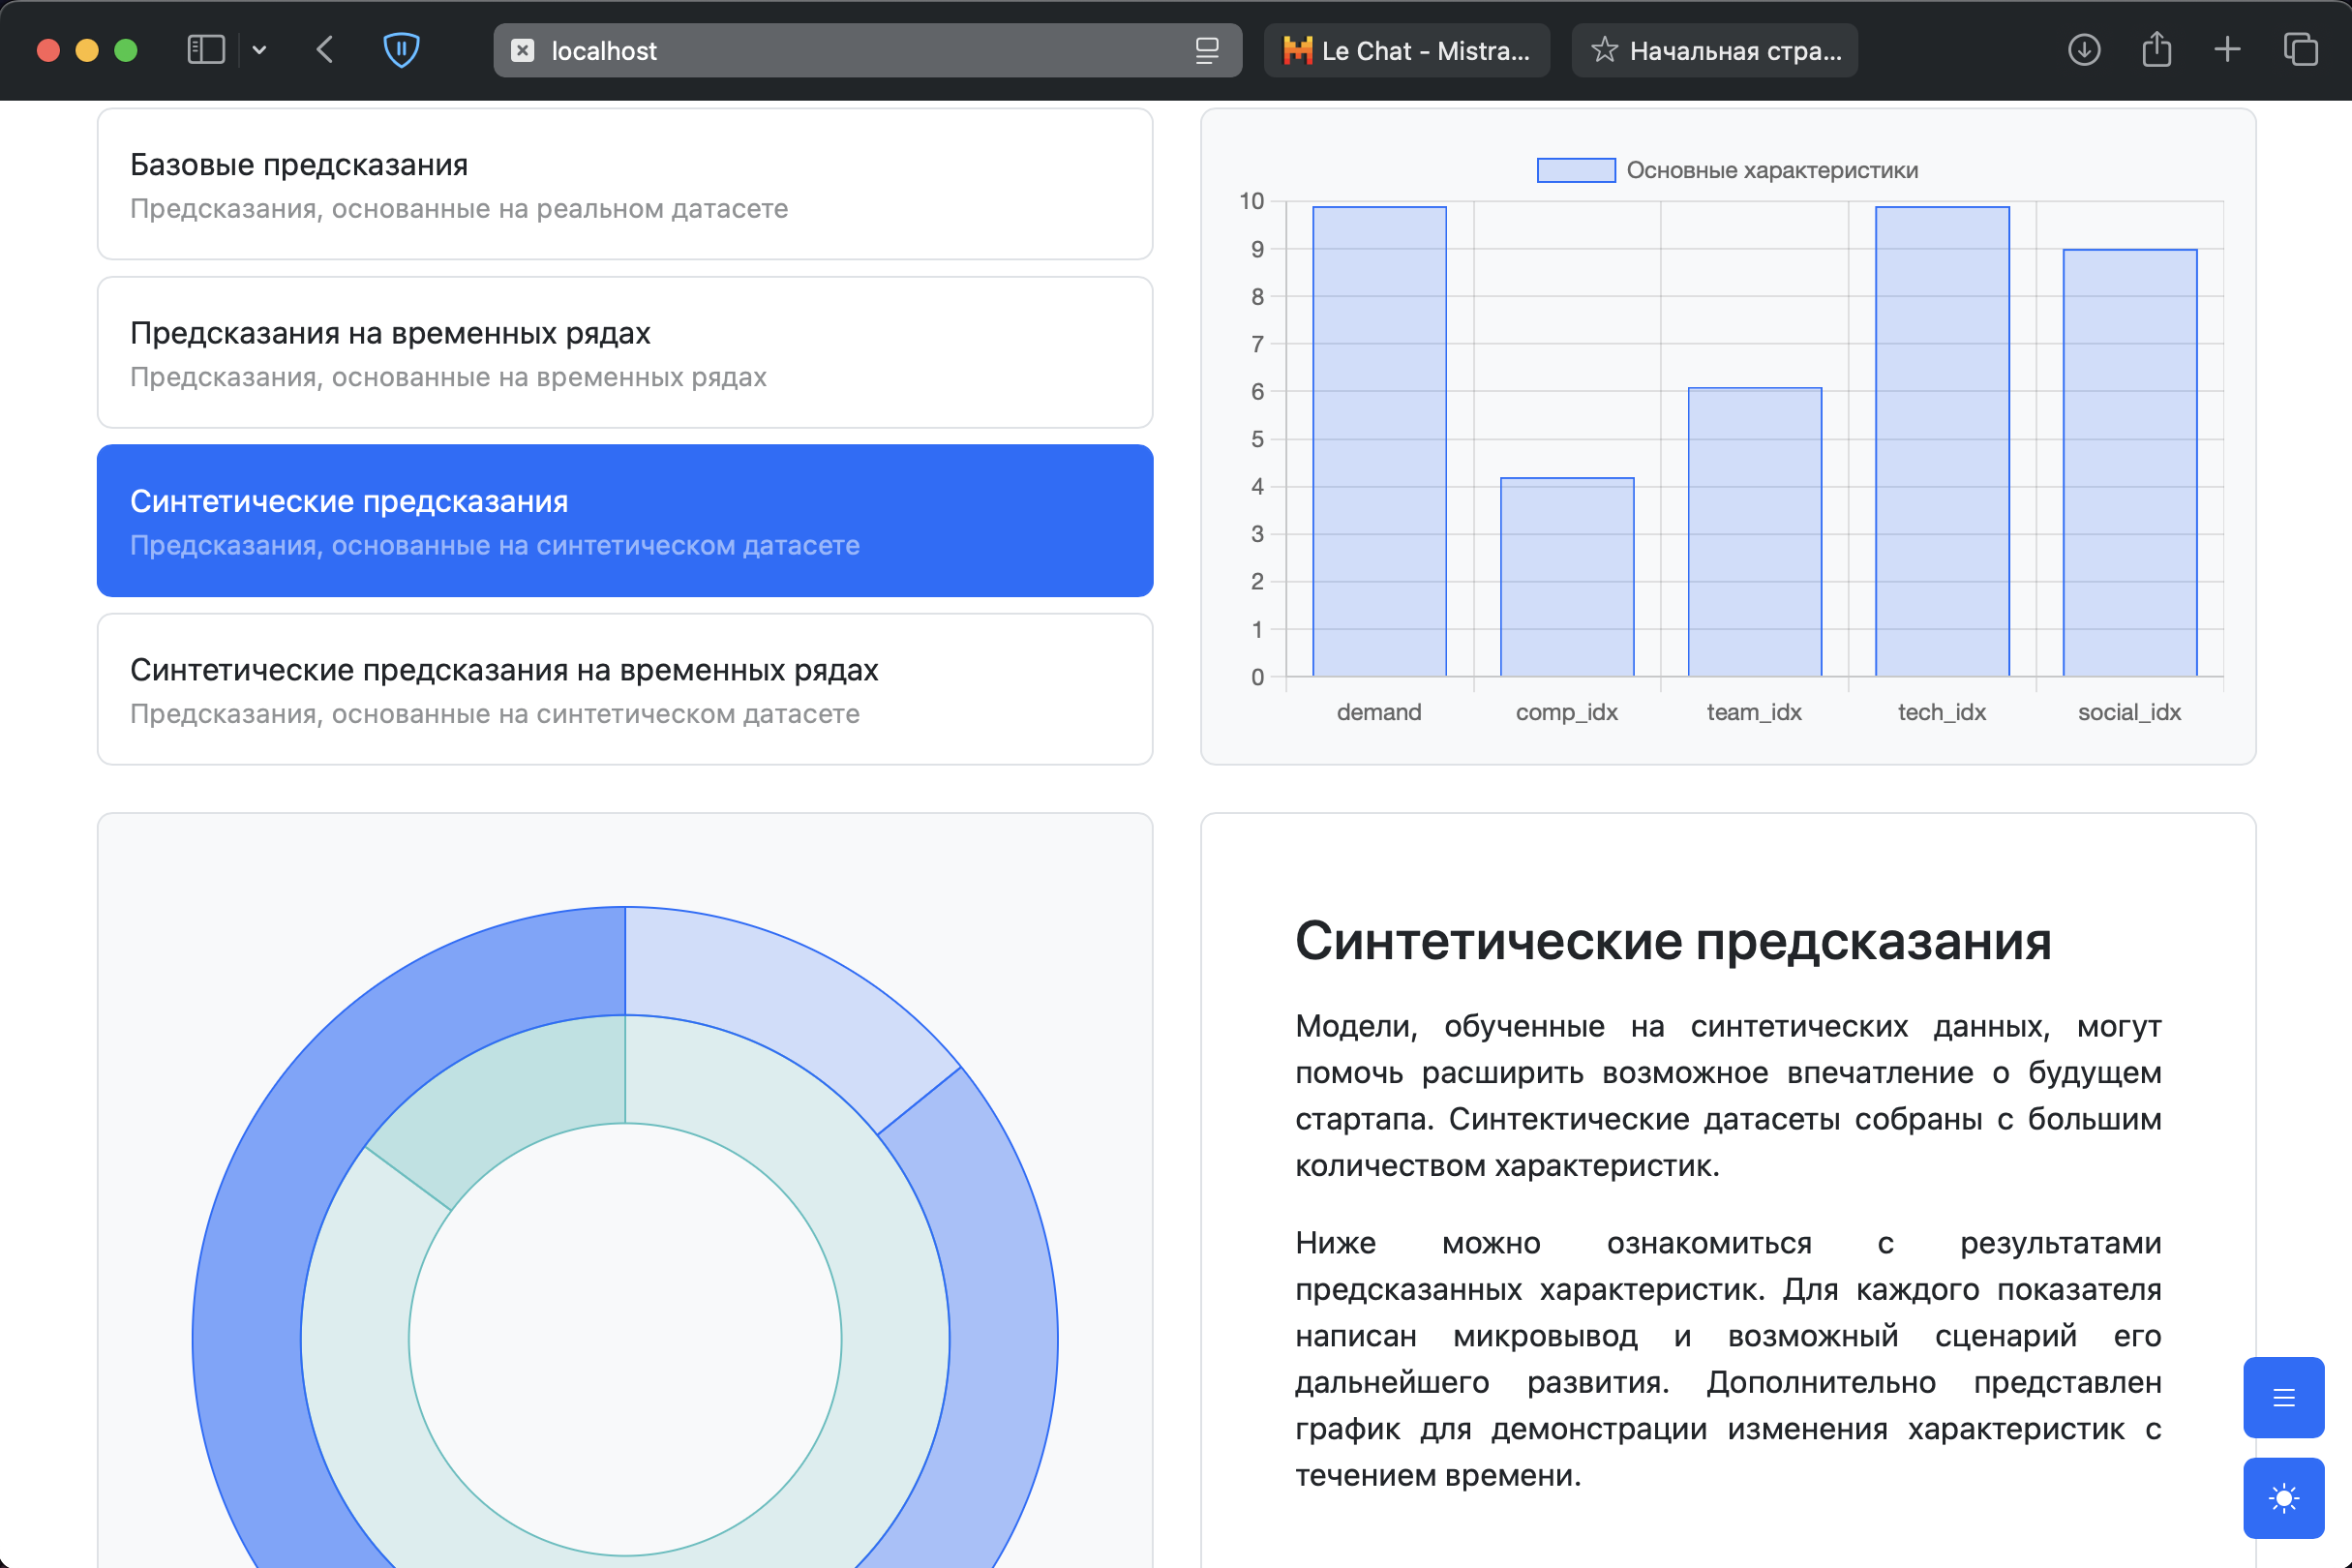 localhost
Le Chat - Mistra...
Начальная стра...
Базовые предсказания
Предсказания, основанные на реальном датасете
Предсказания на временных рядах
Предсказания, основанные на временных рядах
Синтетические предсказания
Предсказания, основанные на синтетическом датасете
Синтетические предсказания на временных рядах
Предсказания, основанные на синтетическом датасете
Основные характеристики
10
9
8
7
6
5
4
3
2
1
0
demand comp_idx team_idx tech_idx social_idx
Синтетические предсказания
Модели, обученные на синтетических данных, могут
помочь расширить возможное впечатление о будущем
стартапа. Синтектические датасеты собраны с большим
количеством характеристик.
Ниже можно ознакомиться с результатами
предсказанных характеристик. Для каждого показателя
написан микровывод и возможный сценарий его
дальнейшего развития. Дополнительно представлен
график для демонстрации изменения характеристик с
течением времени.